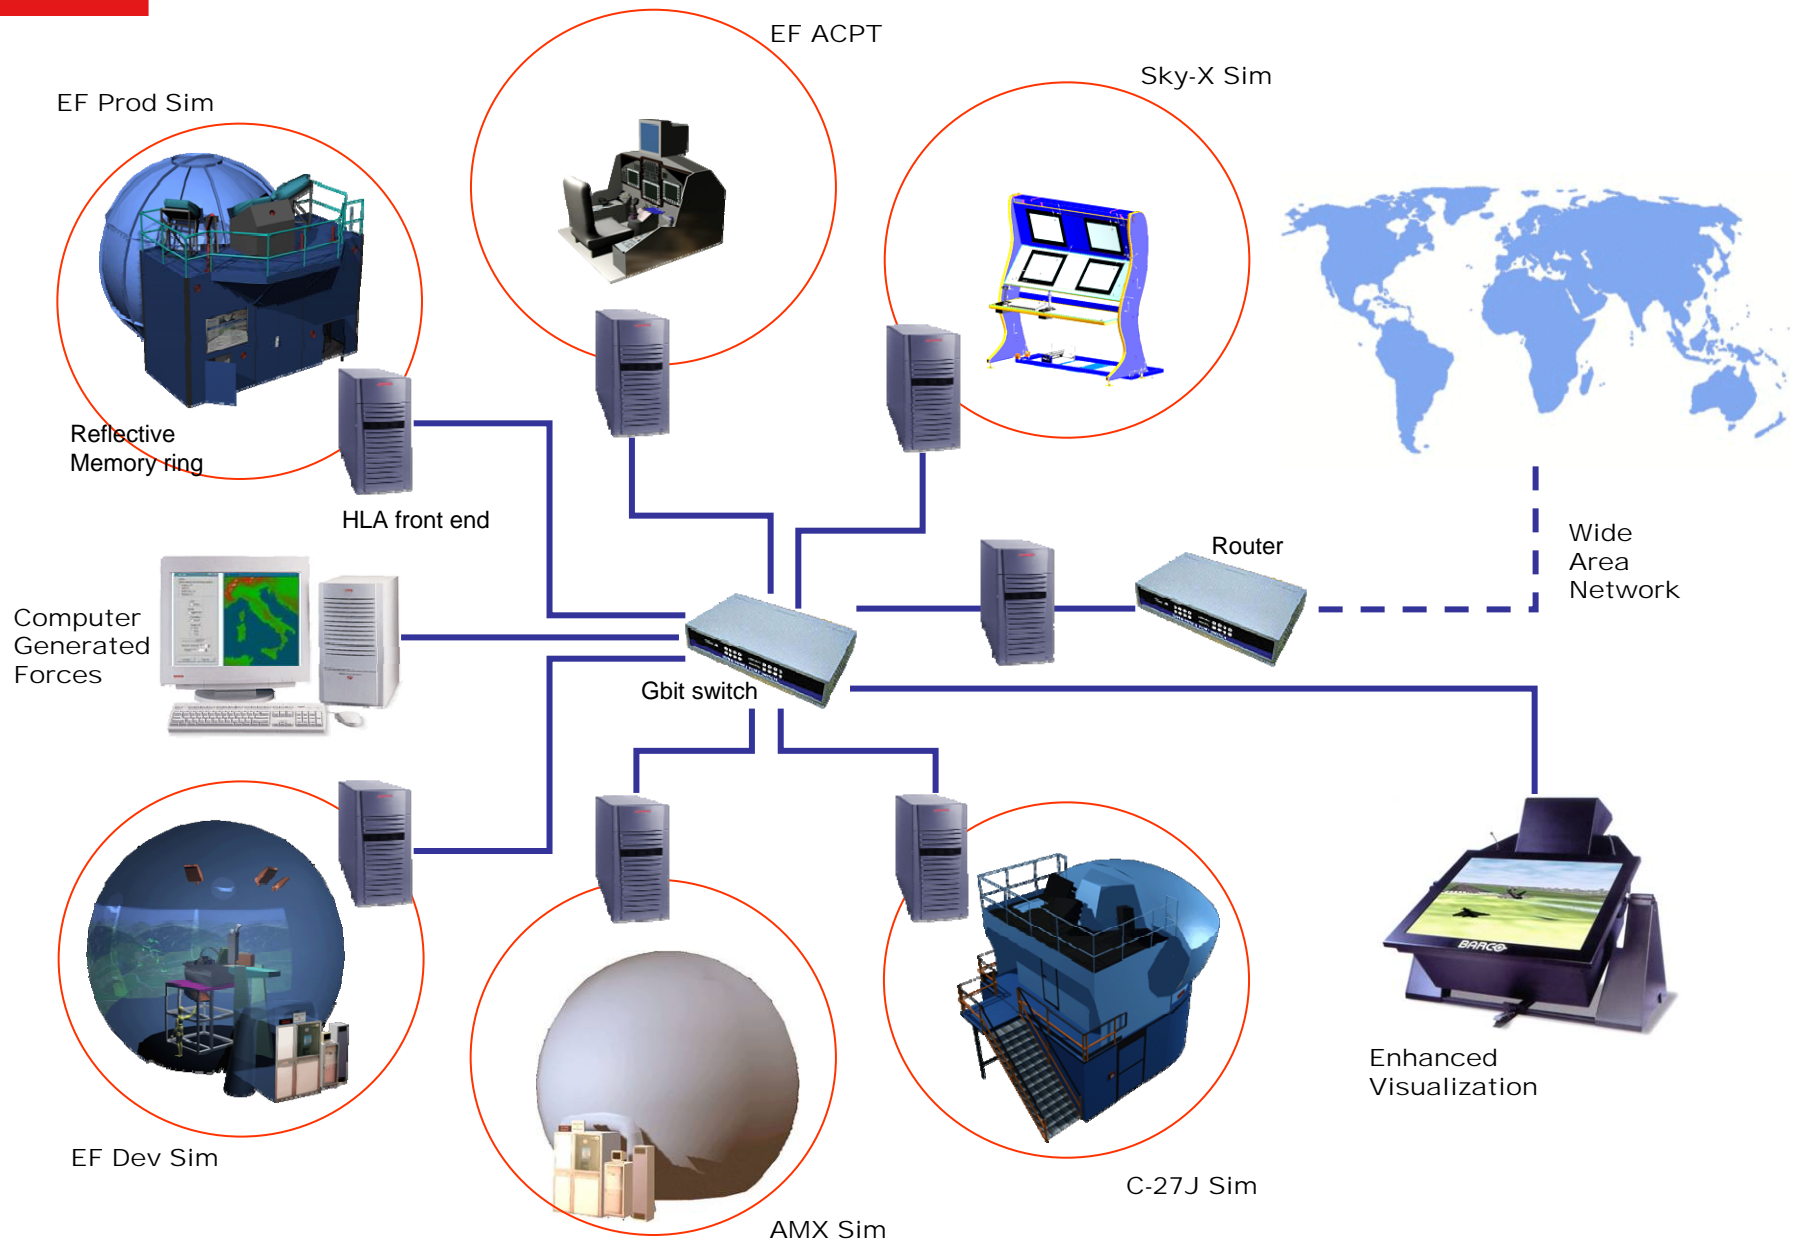 EF ACPT
Sky-X Sim
EF Prod Sim
Reflective
Memory ring
HLA front end
Wide
Area
Network
Router
Computer
Generated
Forces
Gbit switch
BARCO
Enhanced
Visualization
EF Dev Sim
C-27J Sim
AMX Sim